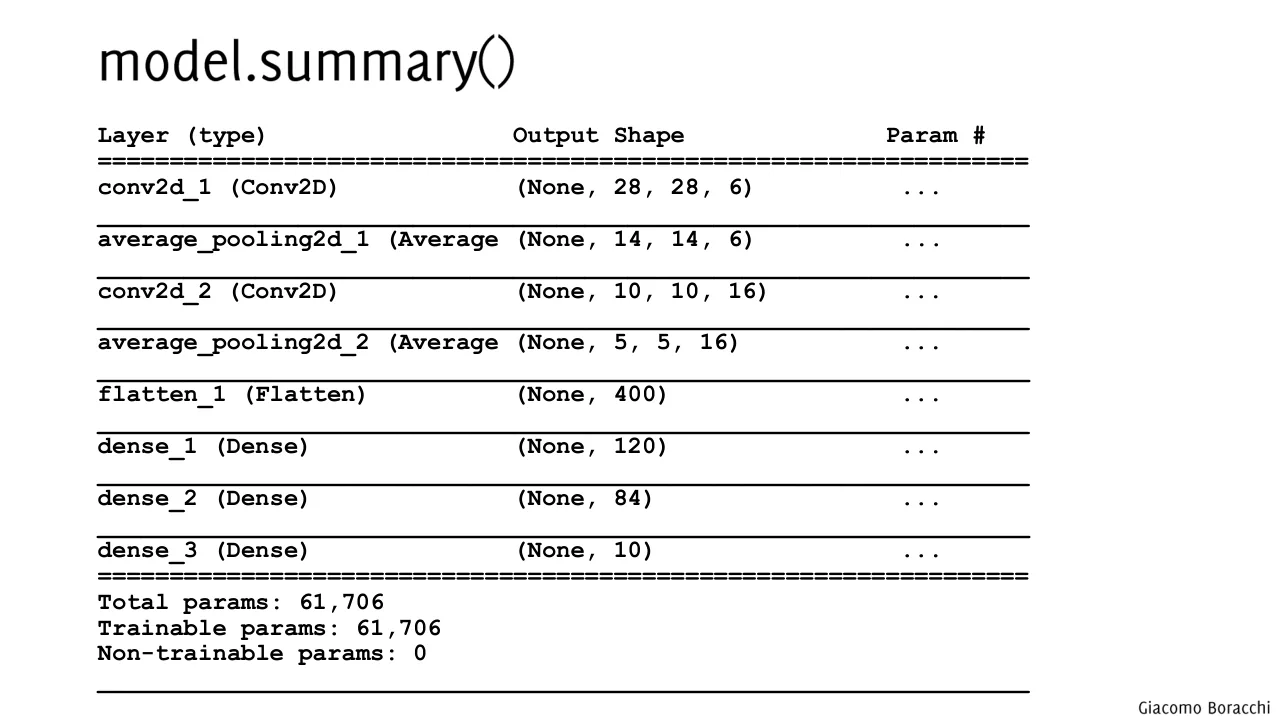 model.summary()
Layer (type) Output Shape Param #
=================================================================
conv2d_1 (Conv2D) (None, 28, 28, 6) ...
average_pooling2d_1 (Average (None, 14, 14, 6) ...
conv2d_2 (Conv2D) (None, 10, 10, 16) ...
average_pooling2d_2 (Average (None, 5, 5, 16) ...
flatten_1 (Flatten) (None, 400) ...
dense_1 (Dense) (None, 120) ...
dense_2 (Dense) (None, 84) ...
dense_3 (Dense) (None, 10) ...
=================================================================
Total params: 61,706
Trainable params: 61,706
Non-trainable params: 0
Giacomo Boracchi